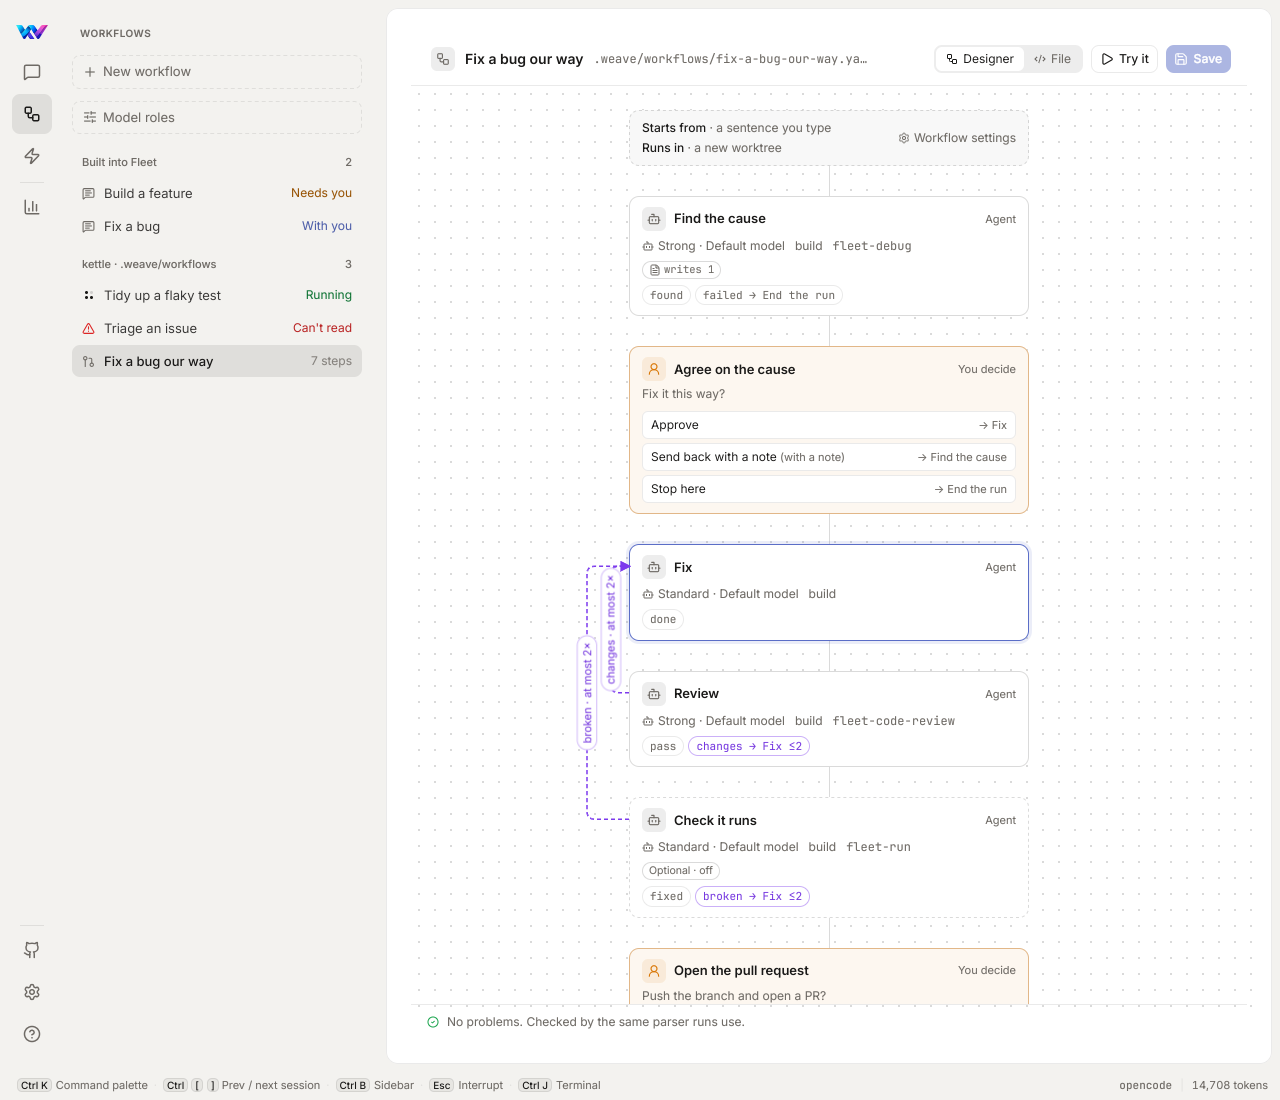 WORKFLOWS
New workflow
Model roles
Built into Fleet 2
Build a feature Needs you
Fix a bug With you
kettle · .weave/workflows 3
Tidy up a flaky test Running
Triage an issue Can't read
Fix a bug our way 7 steps
Fix a bug our way .weave/workflows/fix-a-bug-our-way.ya…
Designer File Try it Save
Starts from · a sentence you type
Runs in · a new worktree
Workflow settings
Find the cause Agent
Strong · Default model build fleet-debug
writes 1
found failed → End the run
Agree on the cause You decide
Fix it this way?
Approve → Fix
Send back with a note (with a note) → Find the cause
Stop here → End the run
Fix Agent
Standard · Default model build
done
changes · at most 2×
broken · at most 2×
Review Agent
Strong · Default model build fleet-code-review
pass changes → Fix ≤2
Check it runs Agent
Standard · Default model build fleet-run
Optional · off
fixed broken → Fix ≤2
Open the pull request You decide
Push the branch and open a PR?
No problems. Checked by the same parser runs use.
Ctrl K Command palette Ctrl [ ] Prev / next session Ctrl B Sidebar Esc Interrupt Ctrl J Terminal
opencode 14,708 tokens